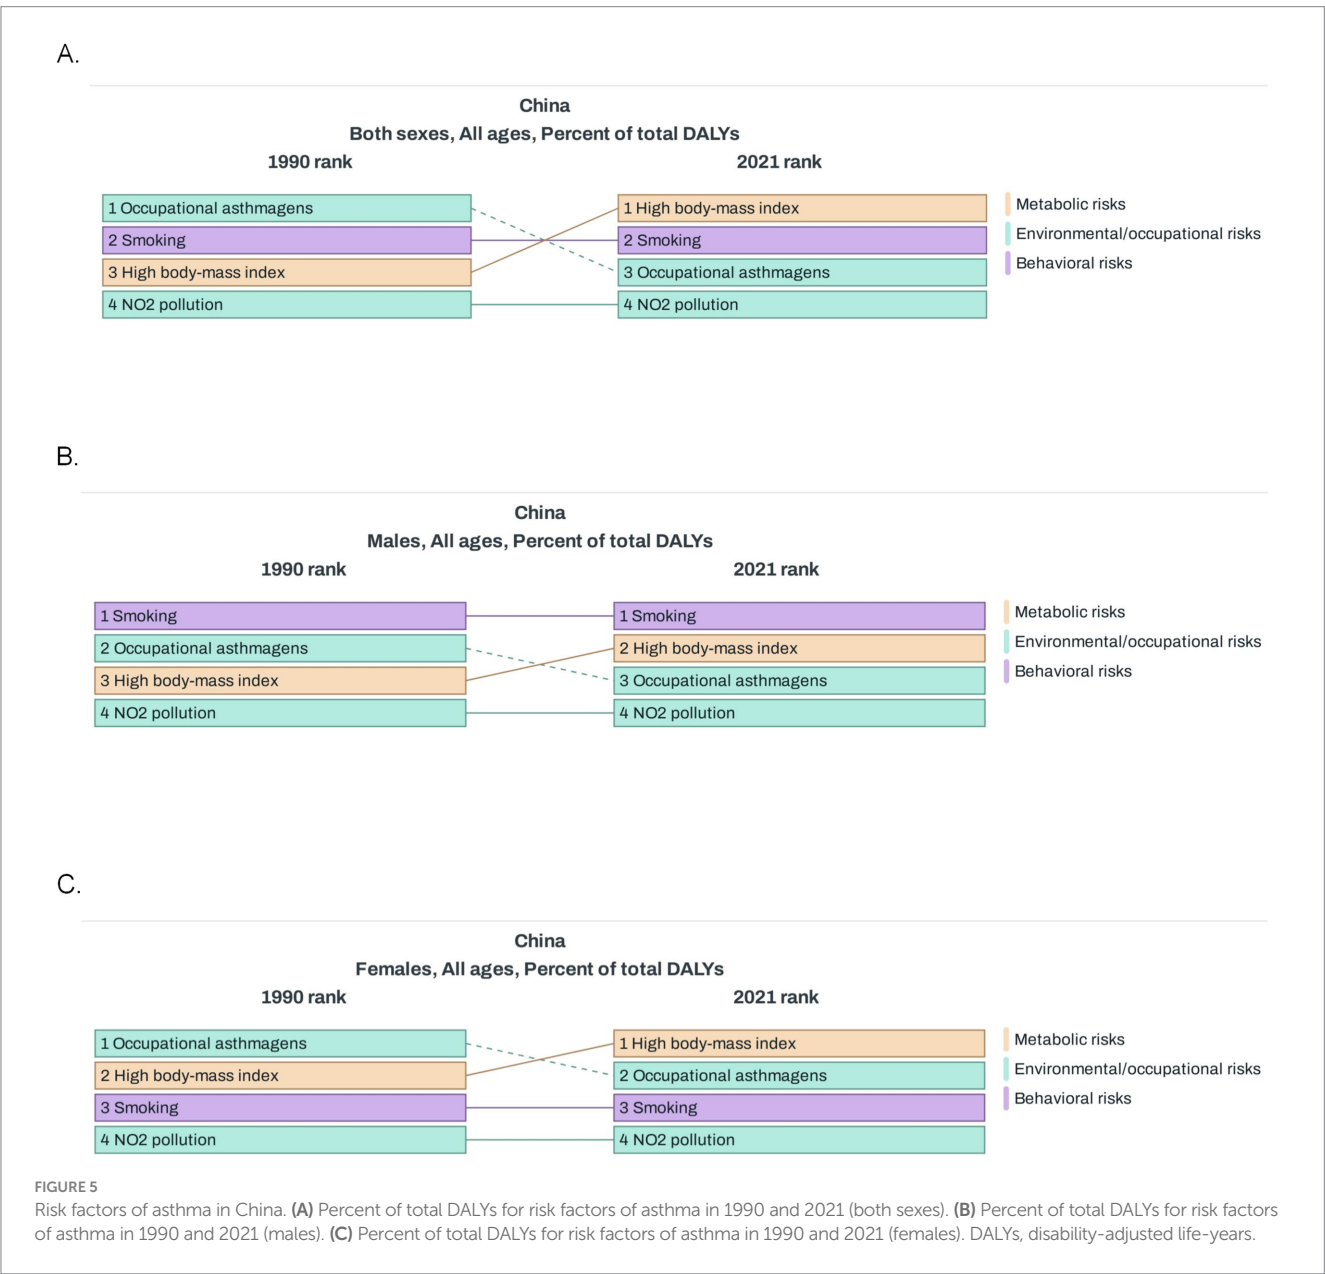 A.
China
Both sexes, All ages, Percent of total DALYs
1990 rank 2021 rank
1 Occupational asthmagens 1 High body-mass index
2 Smoking 2 Smoking
3 High body-mass index 3 Occupational asthmagens
4 NO2 pollution 4 NO2 pollution
Metabolic risks
Environmental/occupational risks
Behavioral risks
B.
China
Males, All ages, Percent of total DALYs
1990 rank 2021 rank
1 Smoking 1 Smoking
2 Occupational asthmagens 2 High body-mass index
3 High body-mass index 3 Occupational asthmagens
4 NO2 pollution 4 NO2 pollution
Metabolic risks
Environmental/occupational risks
Behavioral risks
C.
China
Females, All ages, Percent of total DALYs
1990 rank 2021 rank
1 Occupational asthmagens 1 High body-mass index
2 High body-mass index 2 Occupational asthmagens
3 Smoking 3 Smoking
4 NO2 pollution 4 NO2 pollution
Metabolic risks
Environmental/occupational risks
Behavioral risks
FIGURE 5
Risk factors of asthma in China. (A) Percent of total DALYs for risk factors of asthma in 1990 and 2021 (both sexes). (B) Percent of total DALYs for risk factors
of asthma in 1990 and 2021 (males). (C) Percent of total DALYs for risk factors of asthma in 1990 and 2021 (females). DALYs, disability-adjusted life-years.